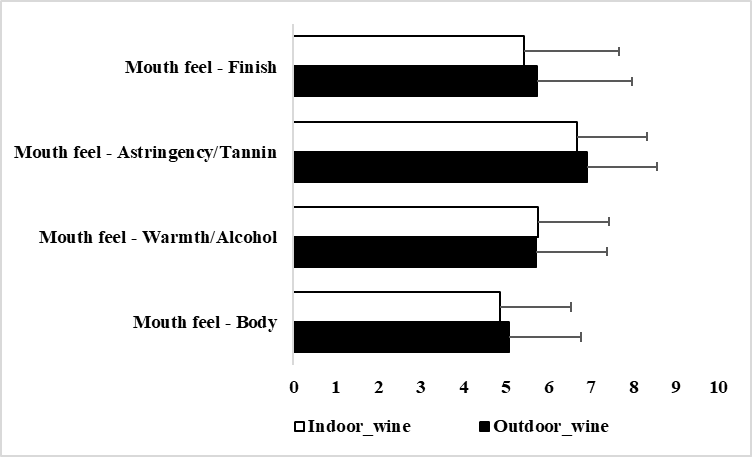 Mouth feel - Finish
Mouth feel - Astringency/Tannin
Mouth feel - Warmth/Alcohol
Mouth feel - Body
0 1 2 3 4 5 6 7 8 9 10
Indoor_wine Outdoor_wine